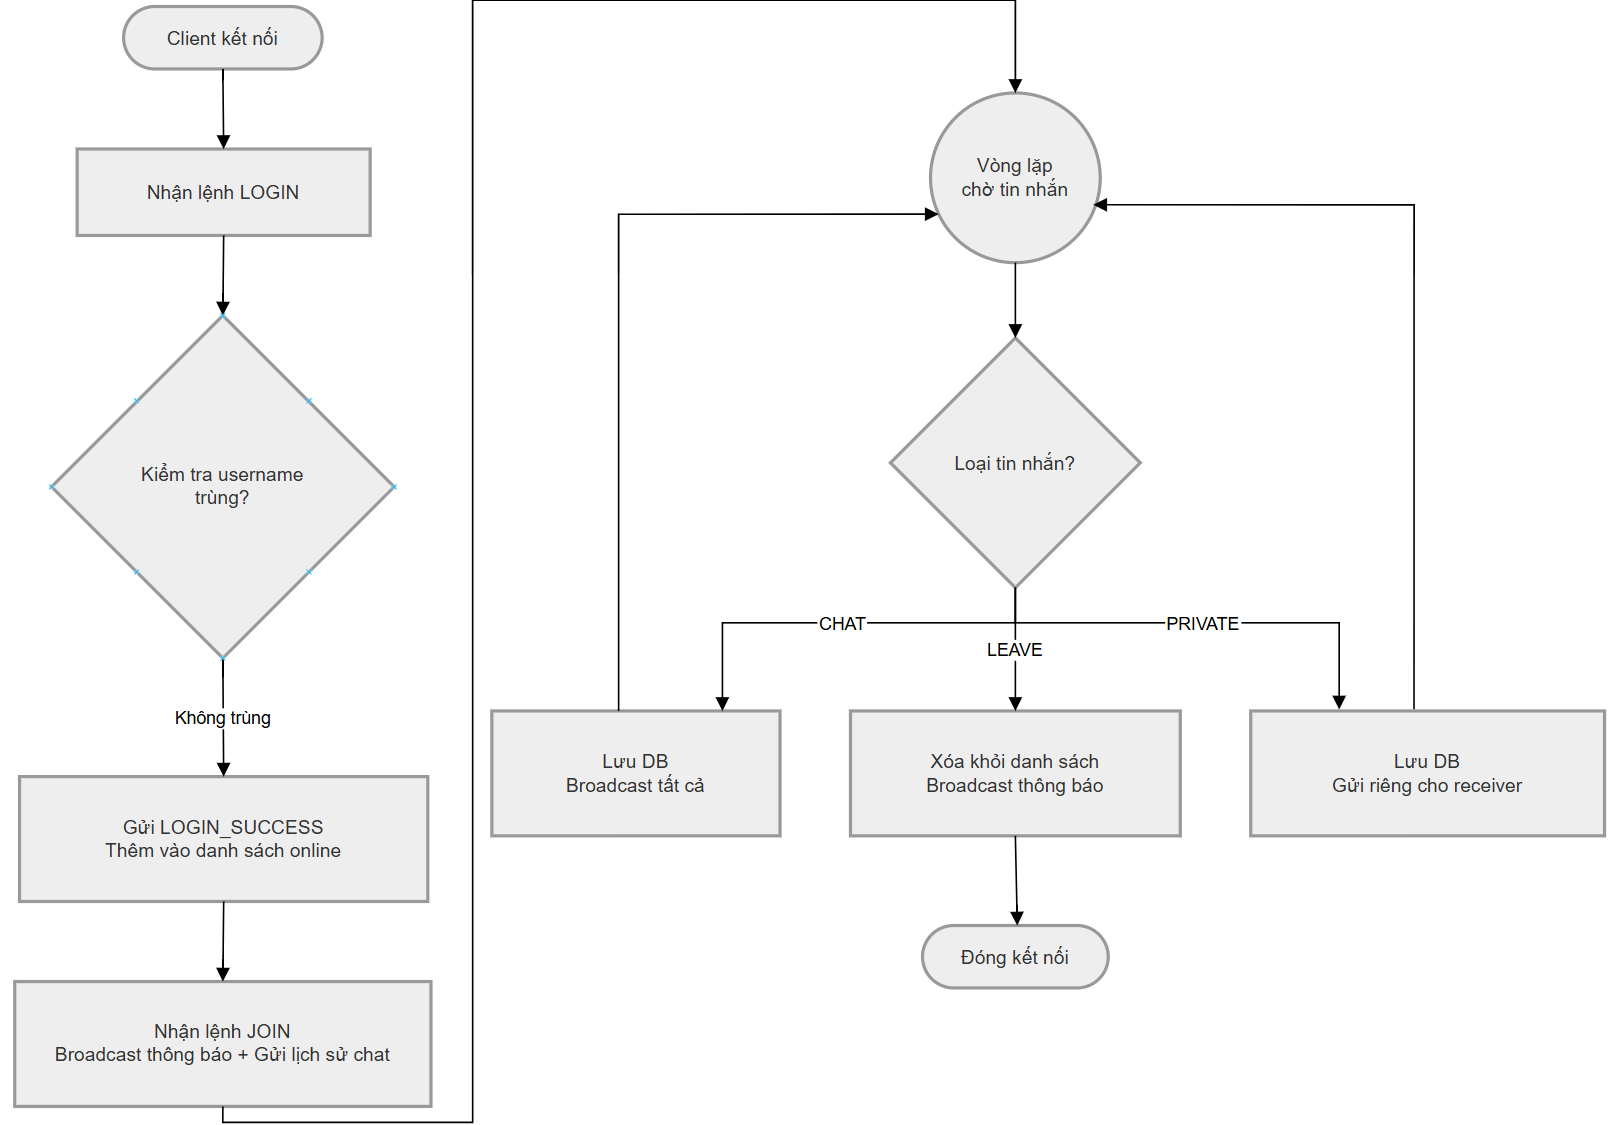 Client kết nối
Nhận lệnh LOGIN
Kiểm tra username
trùng?
Không trùng
Gửi LOGIN_SUCCESS
Thêm vào danh sách online
Nhận lệnh JOIN
Broadcast thông báo + Gửi lịch sử chat
Vòng lặp
chờ tin nhắn
Loại tin nhắn?
CHAT
LEAVE
PRIVATE
Lưu DB
Broadcast tất cả
Xóa khỏi danh sách
Broadcast thông báo
Lưu DB
Gửi riêng cho receiver
Đóng kết nối